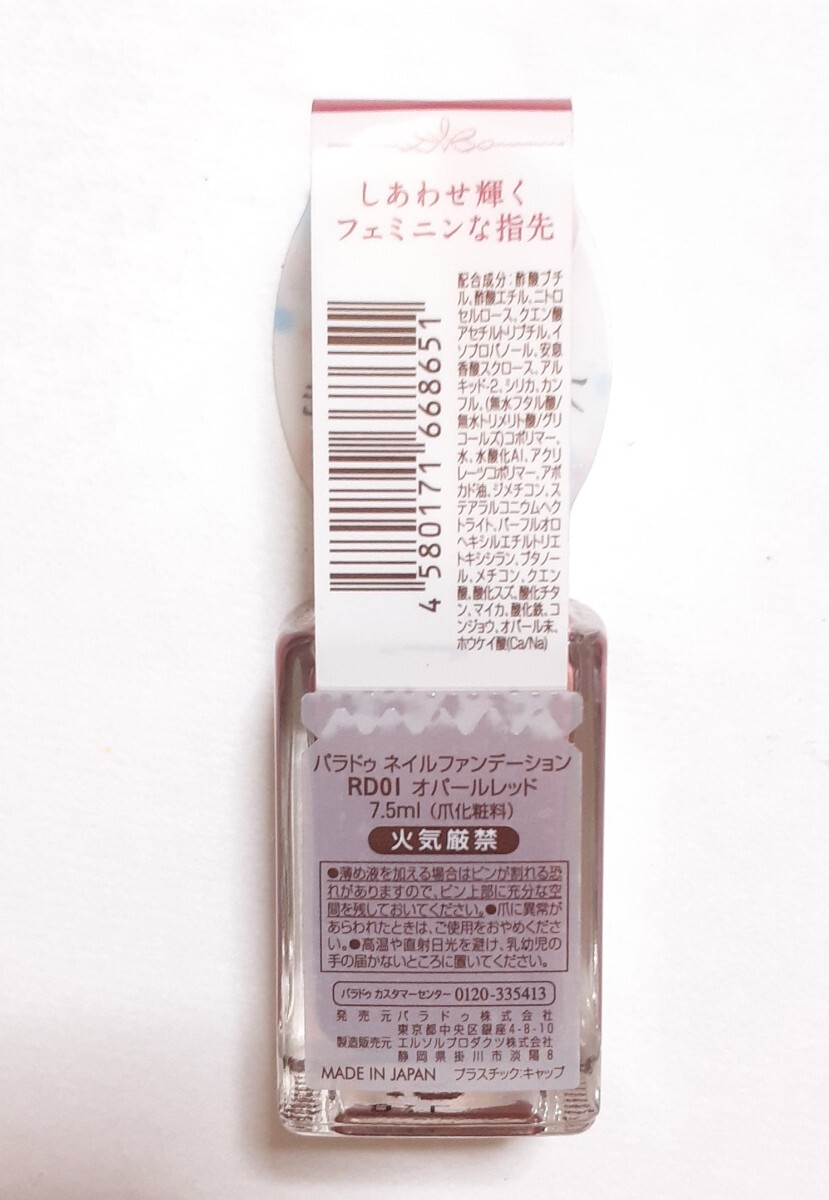 しあわせ輝く
フェミニンな指先
配合成分：酢酸ブチ
ル、酢酸エチル、ニトロ
セルロース、クエン酸
アセチルトリブチル、イ
ソプロパノール、安息
香酸スクロース、アル
キッド-2、シリカ、カン
フル、(無水フタル酸/
無水トリメリト酸/グリ
コールズ)コポリマー、
水、水酸化Al、アクリ
レーツコポリマー、アボ
カド油、ジメチコン、ス
テアラルコニウムヘク
トライト、パーフルオロ
ヘキシルエチルトリエ
トキシシラン、ブタノー
ル、メチコン、クエン
酸、酸化スズ、酸化チタ
ン、マイカ、酸化鉄、コ
ンジョウ、オパール末、
ホウケイ酸(Ca/Na)
4 580171 668651
パラドゥ ネイルファンデーション
RD01 オパールレッド
7.5ml（爪化粧料）
火気厳禁
●薄め液を加える場合はビンが割れる恐
れがありますので、ビン上部に充分な空
間を残しておいてください。●爪に異常が
あらわれたときは、ご使用をおやめくださ
い。●高温や直射日光を避け、乳幼児の
手の届かないところに置いてください。
パラドゥ カスタマーセンター 0120-335413
発売元 パラドゥ株式会社
東京都中央区銀座4-8-10
製造販売元 エルソルプロダクツ株式会社
静岡県掛川市淡陽8
MADE IN JAPAN プラスチック:キャップ